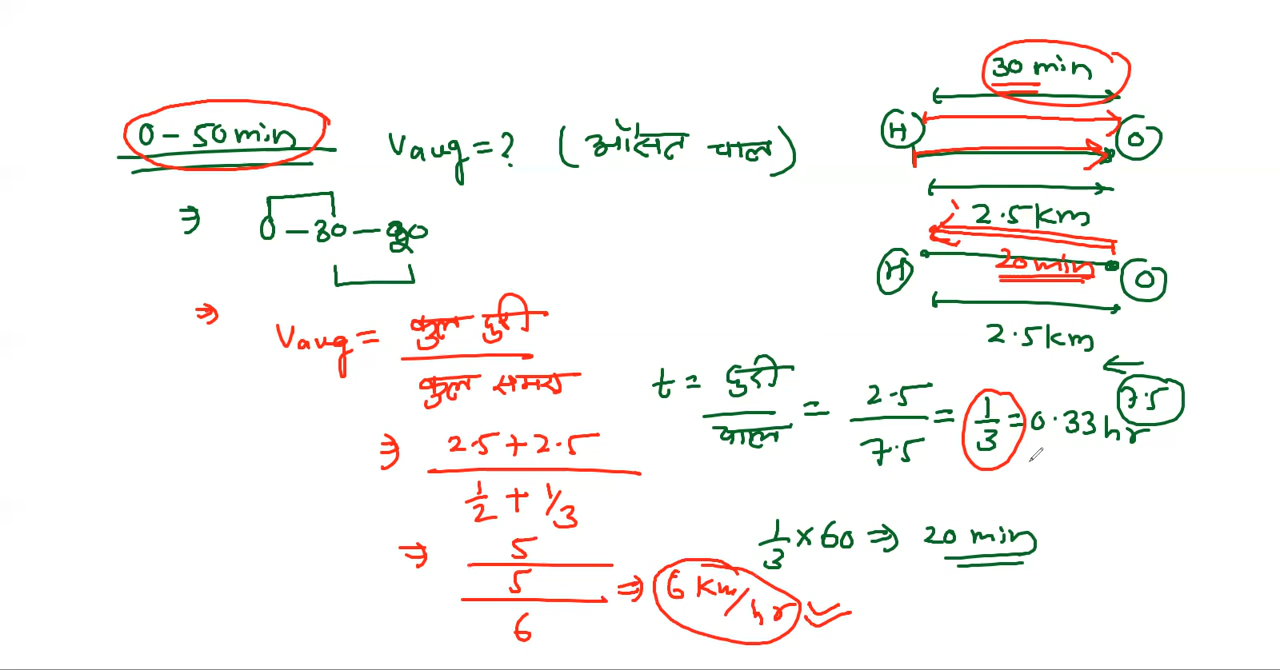 30 min
0 – 50 min Vavg = ? (औसत चाल)
H O
⇒ 0 – 30 –
2.5 km
H 20 min O
2.5 km
⇒ Vavg = कुल दुरी / कुल समय
t = दुरी / चाल = 2.5 / 7.5 = 1/3 = 0.33 hr
7.5
⇒ 2.5 + 2.5 / 1/2 + 1/3
1/3 × 60 ⇒ 20 min
⇒ 5 / 5 / 6 ⇒ 6 Km/hr